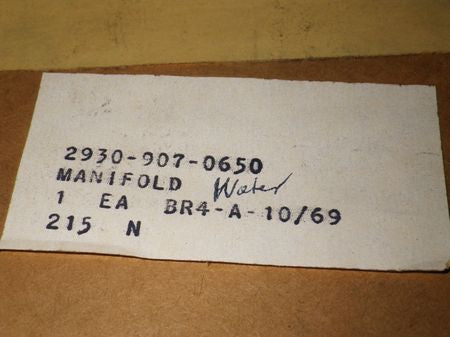 2930-907-0650
MANIFOLD Water
1 EA BR4-A-10/69
215 N